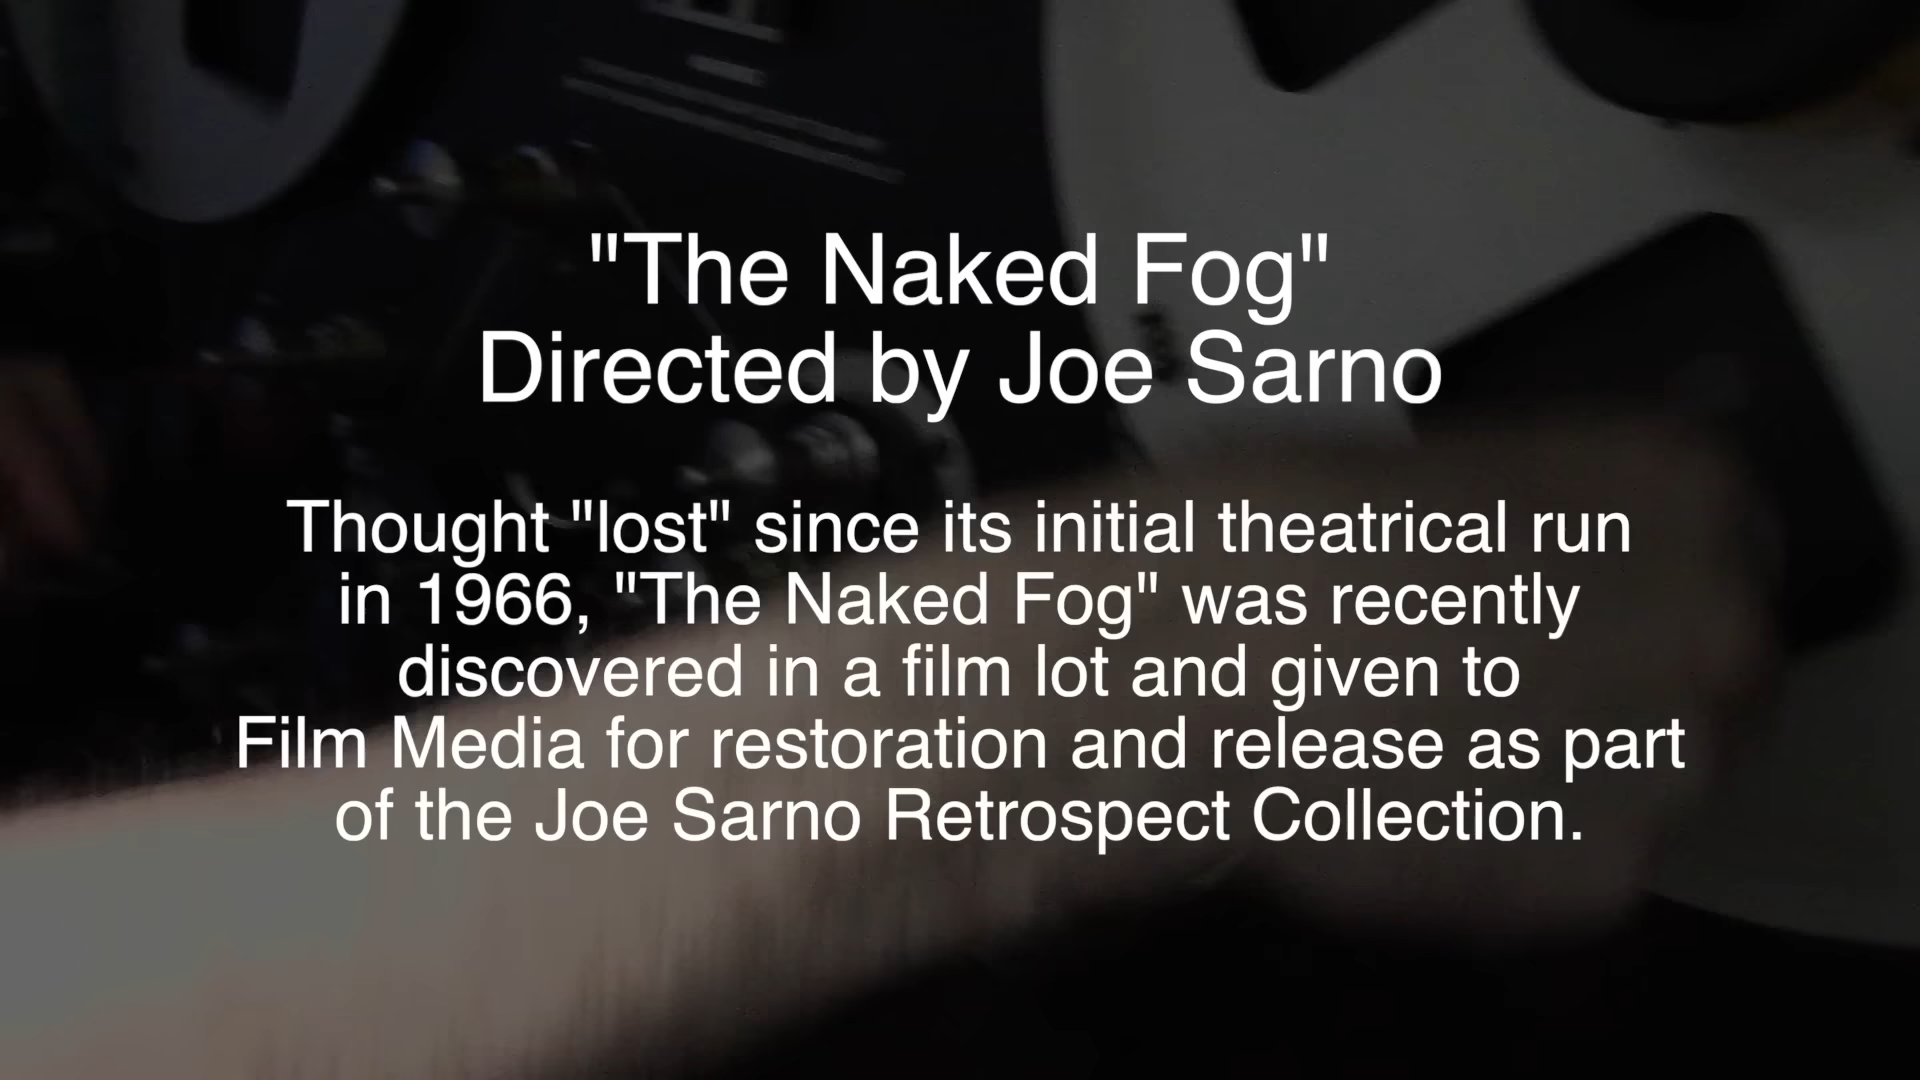 "The Naked Fog"
Directed by Joe Sarno
Thought "lost" since its initial theatrical run
in 1966, "The Naked Fog" was recently
discovered in a film lot and given to
Film Media for restoration and release as part
of the Joe Sarno Retrospect Collection.